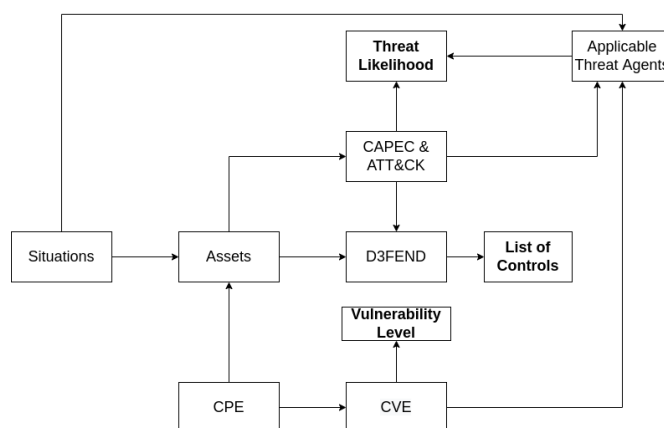 Threat
Likelihood
Applicable
Threat Agents
CAPEC &
ATT&CK
Situations
Assets
D3FEND
List of
Controls
Vulnerability
Level
CPE
CVE